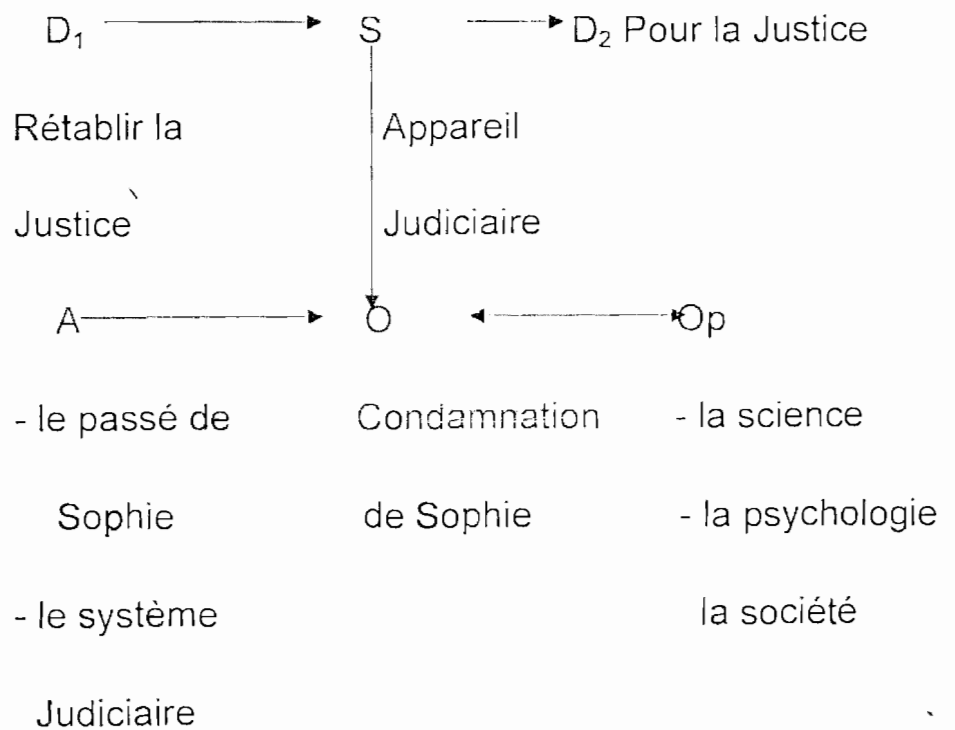 D₁ S D₂ Pour la Justice
Rétablir la Appareil
Justice Judiciaire
A O Op
- le passé de Condamnation - la science
Sophie de Sophie - la psychologie
- le système la société
Judiciaire